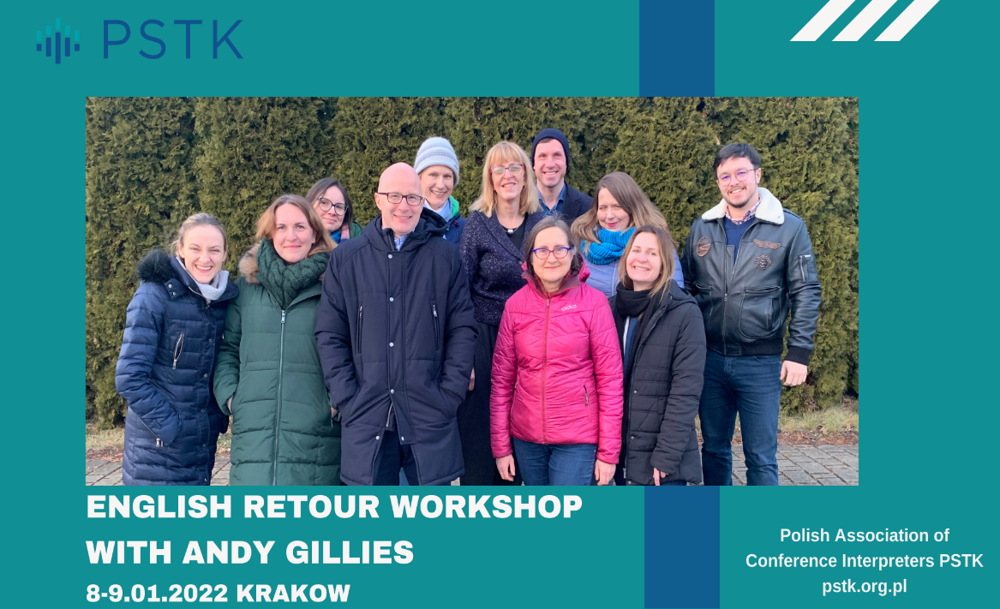 PSTK
ENGLISH RETOUR WORKSHOP
WITH ANDY GILLIES
8-9.01.2022 KRAKOW
Polish Association of
Conference Interpreters PSTK
pstk.org.pl